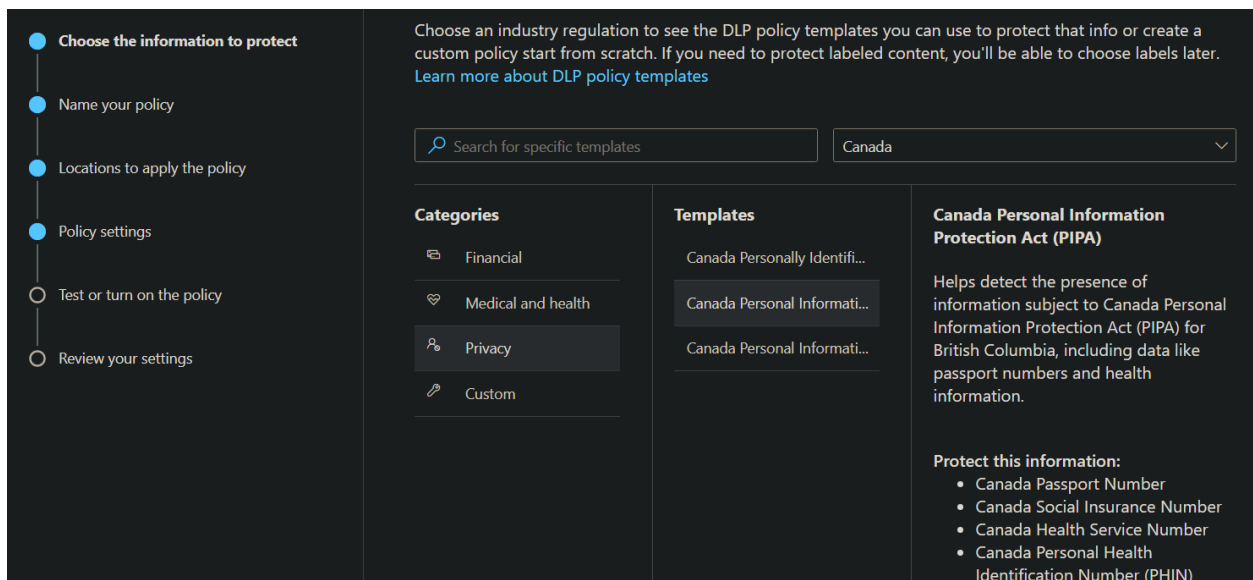 Choose the information to protect
Name your policy
Locations to apply the policy
Policy settings
Test or turn on the policy
Review your settings
Choose an industry regulation to see the DLP policy templates you can use to protect that info or create a
custom policy start from scratch. If you need to protect labeled content, you'll be able to choose labels later.
Learn more about DLP policy templates
Search for specific templates
Canada
Categories
Financial
Medical and health
Privacy
Custom
Templates
Canada Personally Identifi...
Canada Personal Informati...
Canada Personal Informati...
Canada Personal Information
Protection Act (PIPA)
Helps detect the presence of
information subject to Canada Personal
Information Protection Act (PIPA) for
British Columbia, including data like
passport numbers and health
information.
Protect this information:
• Canada Passport Number
• Canada Social Insurance Number
• Canada Health Service Number
• Canada Personal Health
Identification Number (PHIN)